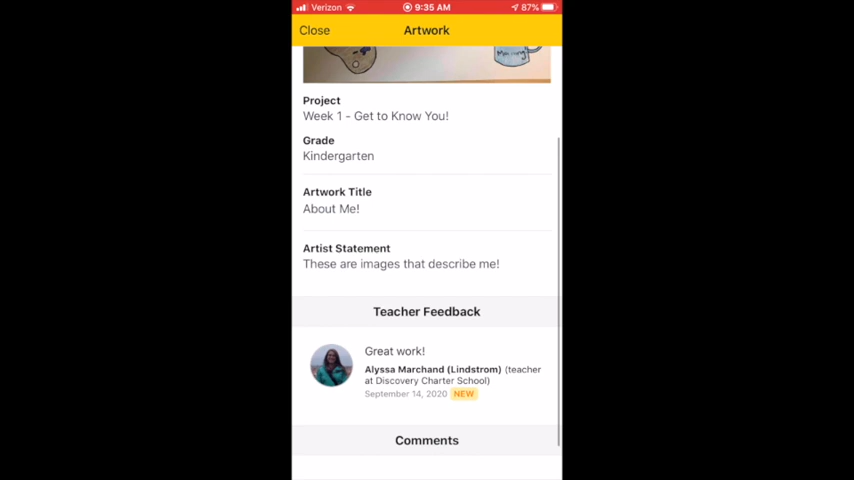 Verizon 9:35 AM 87%
Close Artwork
Morning
Project
Week 1 - Get to Know You!
Grade
Kindergarten
Artwork Title
About Me!
Artist Statement
These are images that describe me!
Teacher Feedback
Great work!
Alyssa Marchand (Lindstrom) (teacher
at Discovery Charter School)
September 14, 2020 NEW
Comments